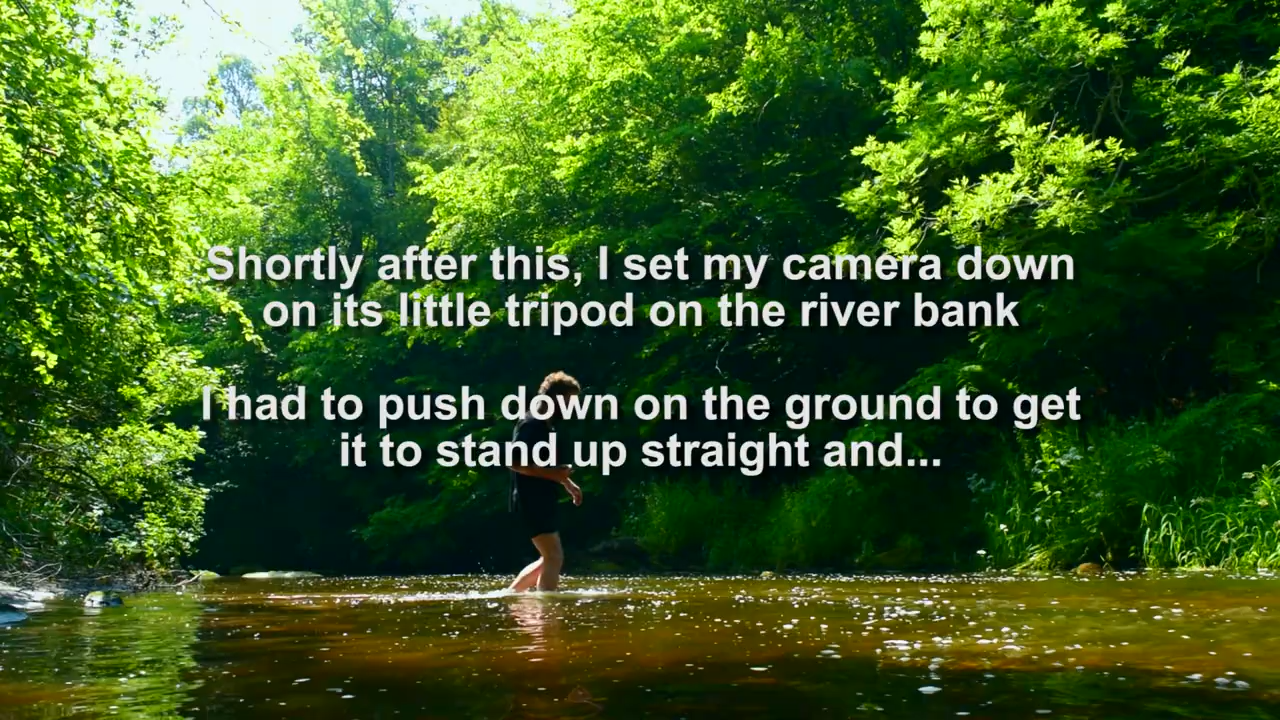 Shortly after this, I set my camera down
on its little tripod on the river bank
I had to push down on the ground to get
it to stand up straight and...